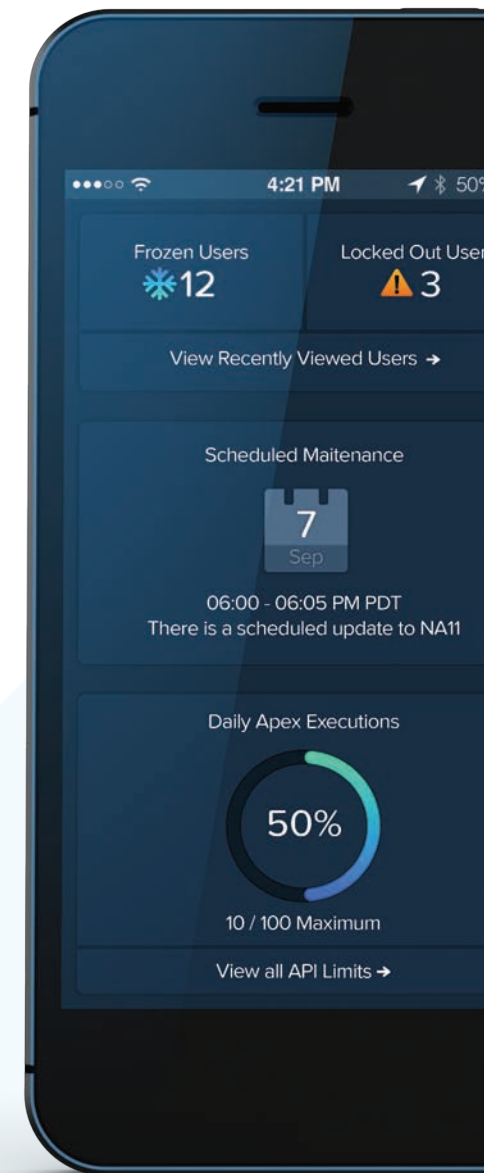 4:21 PM 50%
Frozen Users
12
Locked Out User
3
View Recently Viewed Users →
Scheduled Maitenance
7
Sep
06:00 - 06:05 PM PDT
There is a scheduled update to NA11
Daily Apex Executions
50%
10 / 100 Maximum
View all API Limits →